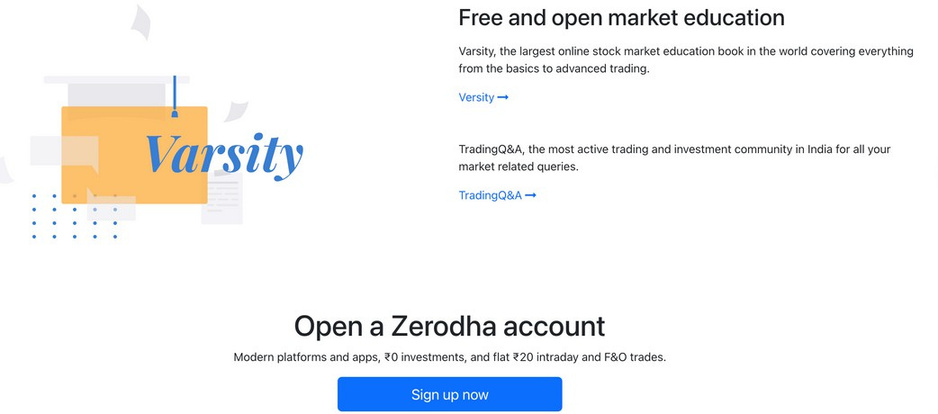 Varsity
Free and open market education
Varsity, the largest online stock market education book in the world covering everything
from the basics to advanced trading.
Versity →
TradingQ&A, the most active trading and investment community in India for all your
market related queries.
TradingQ&A →
Open a Zerodha account
Modern platforms and apps, ₹0 investments, and flat ₹20 intraday and F&O trades.
Sign up now